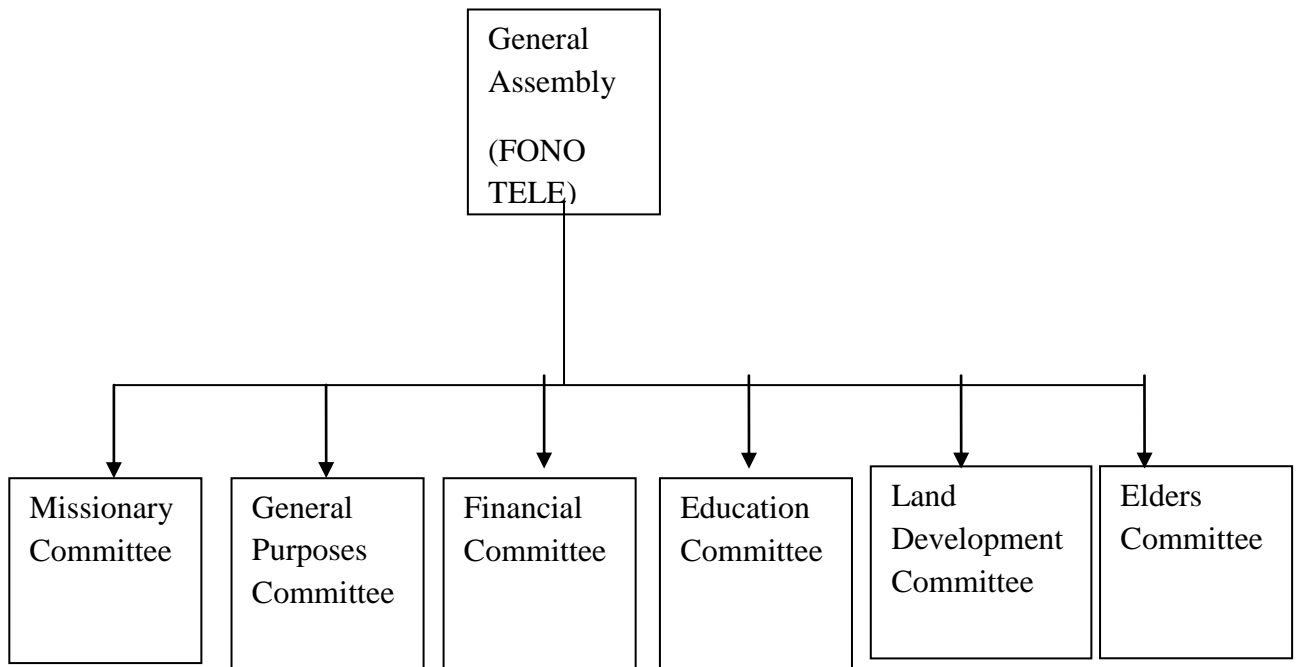 General
Assembly
(FONO
TELE)
Missionary
Committee
General
Purposes
Committee
Financial
Committee
Education
Committee
Land
Development
Committee
Elders
Committee